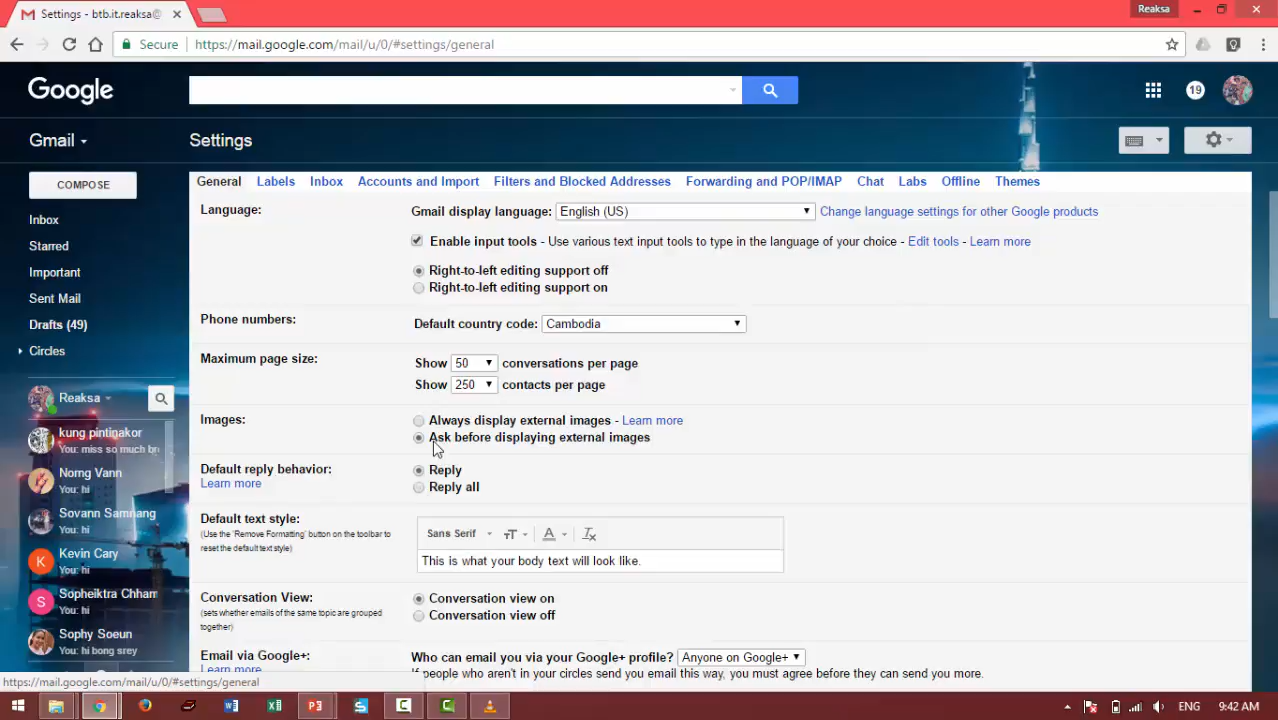 Settings - btb.it.reaksa@
Reaksa
Secure https://mail.google.com/mail/u/0/#settings/general
Google
19
Gmail
Settings
COMPOSE
General Labels Inbox Accounts and Import Filters and Blocked Addresses Forwarding and POP/IMAP Chat Labs Offline Themes
Inbox
Starred
Important
Sent Mail
Drafts (49)
Circles
Reaksa
kung pintinakor
You: miss so much br
Norng Vann
You: hi
Sovann Samnang
You: hi
K
Kevin Cary
You: hi
S
Sopheiktra Chham
You: hi
Sophy Soeun
You: hi bong srey
Language:
Gmail display language: English (US) Change language settings for other Google products
Enable input tools - Use various text input tools to type in the language of your choice - Edit tools - Learn more
Right-to-left editing support off
Right-to-left editing support on
Phone numbers:
Default country code: Cambodia
Maximum page size:
Show 50 conversations per page
Show 250 contacts per page
Images:
Always display external images - Learn more
Ask before displaying external images
Default reply behavior:
Learn more
Reply
Reply all
Default text style:
(Use the 'Remove Formatting' button on the toolbar to
reset the default text style)
Sans Serif
This is what your body text will look like.
Conversation View:
(sets whether emails of the same topic are grouped
together)
Conversation view on
Conversation view off
Email via Google+:
Learn more
Who can email you via your Google+ profile? Anyone on Google+
If people who aren't in your circles send you email this way, you must agree before they can send you more.
https://mail.google.com/mail/u/0/#settings/general
ENG 9:42 AM